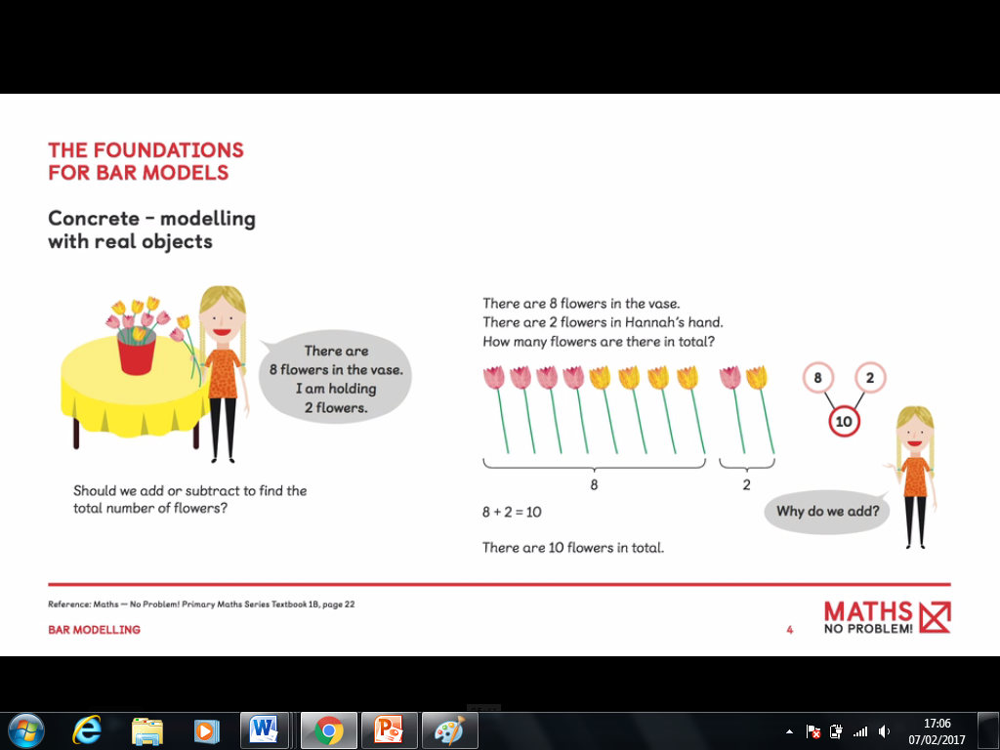 THE FOUNDATIONS
FOR BAR MODELS
Concrete – modelling
with real objects
There are
8 flowers in the vase.
I am holding
2 flowers.
Should we add or subtract to find the
total number of flowers?
There are 8 flowers in the vase.
There are 2 flowers in Hannah's hand.
How many flowers are there in total?
8 2
10
8 2
8 + 2 = 10
Why do we add?
There are 10 flowers in total.
Reference: Maths — No Problem! Primary Maths Series Textbook 1B, page 22
BAR MODELLING
4
MATHS
NO PROBLEM!
17:06
07/02/2017